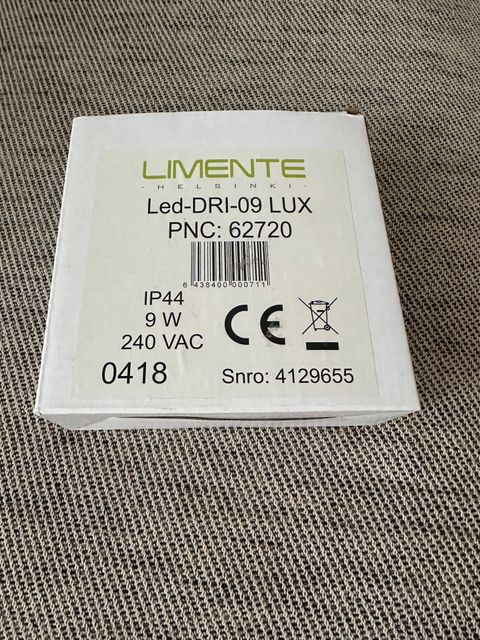 LIMENTE
- HELSINKI -
Led-DRI-09 LUX
PNC: 62720
6 438400 000711
IP44
9 W
240 VAC
CE
0418
Snro: 4129655